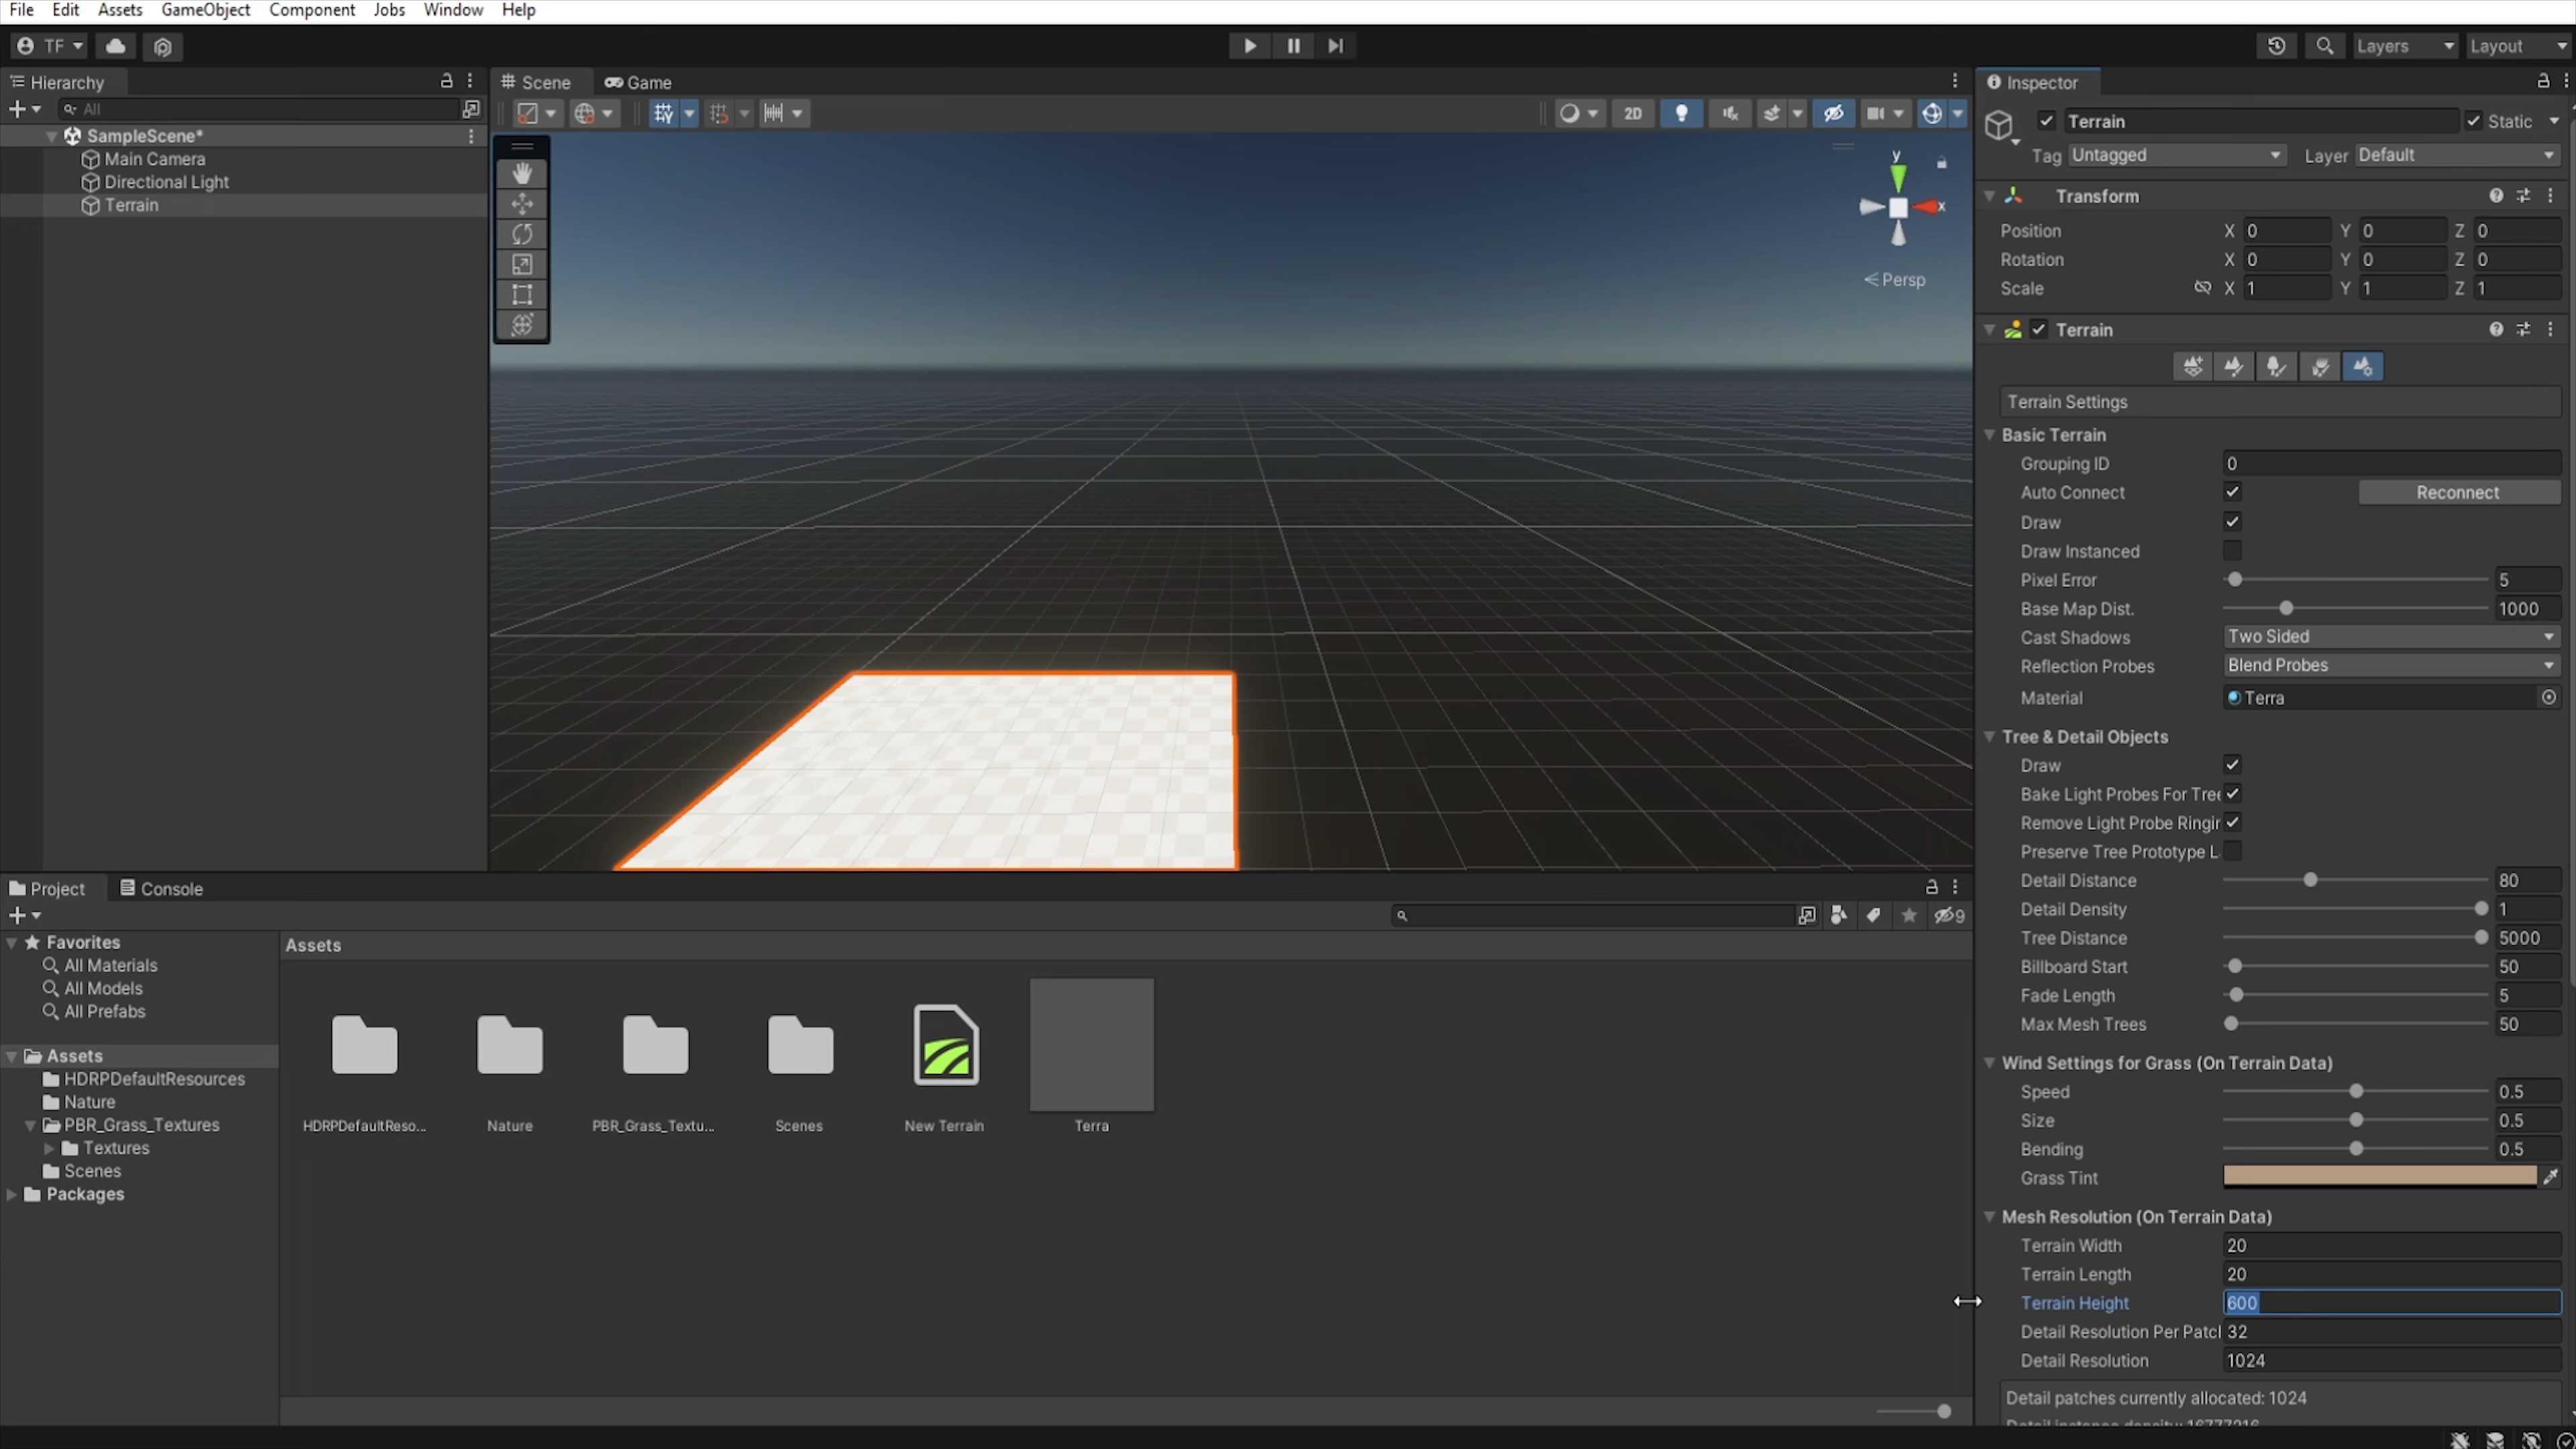 File Edit Assets GameObject Component Jobs Window Help
TF Layers Layout
Hierarchy
All
SampleScene*
Main Camera
Directional Light
Terrain
Scene Game
2D
y
x
Persp
Inspector
Terrain Static
Tag Untagged Layer Default
Transform
Position X 0 Y 0 Z 0
Rotation X 0 Y 0 Z 0
Scale X 1 Y 1 Z 1
Terrain
Terrain Settings
Basic Terrain
Grouping ID 0
Auto Connect Reconnect
Draw
Draw Instanced
Pixel Error 5
Base Map Dist. 1000
Cast Shadows Two Sided
Reflection Probes Blend Probes
Material Terra
Tree & Detail Objects
Draw
Bake Light Probes For Tree
Remove Light Probe Ringir
Preserve Tree Prototype L
Detail Distance 80
Detail Density 1
Tree Distance 5000
Billboard Start 50
Fade Length 5
Max Mesh Trees 50
Wind Settings for Grass (On Terrain Data)
Speed 0.5
Size 0.5
Bending 0.5
Grass Tint
Mesh Resolution (On Terrain Data)
Terrain Width 20
Terrain Length 20
Terrain Height 600
Detail Resolution Per Patcl 32
Detail Resolution 1024
Detail patches currently allocated: 1024
Detail instance density: 16777216
Project Console
9
Favorites
All Materials
All Models
All Prefabs
Assets
HDRPDefaultResources
Nature
PBR_Grass_Textures
Textures
Scenes
Packages
Assets
HDRPDefaultReso...
Nature
PBR_Grass_Textu...
Scenes
New Terrain
Terra